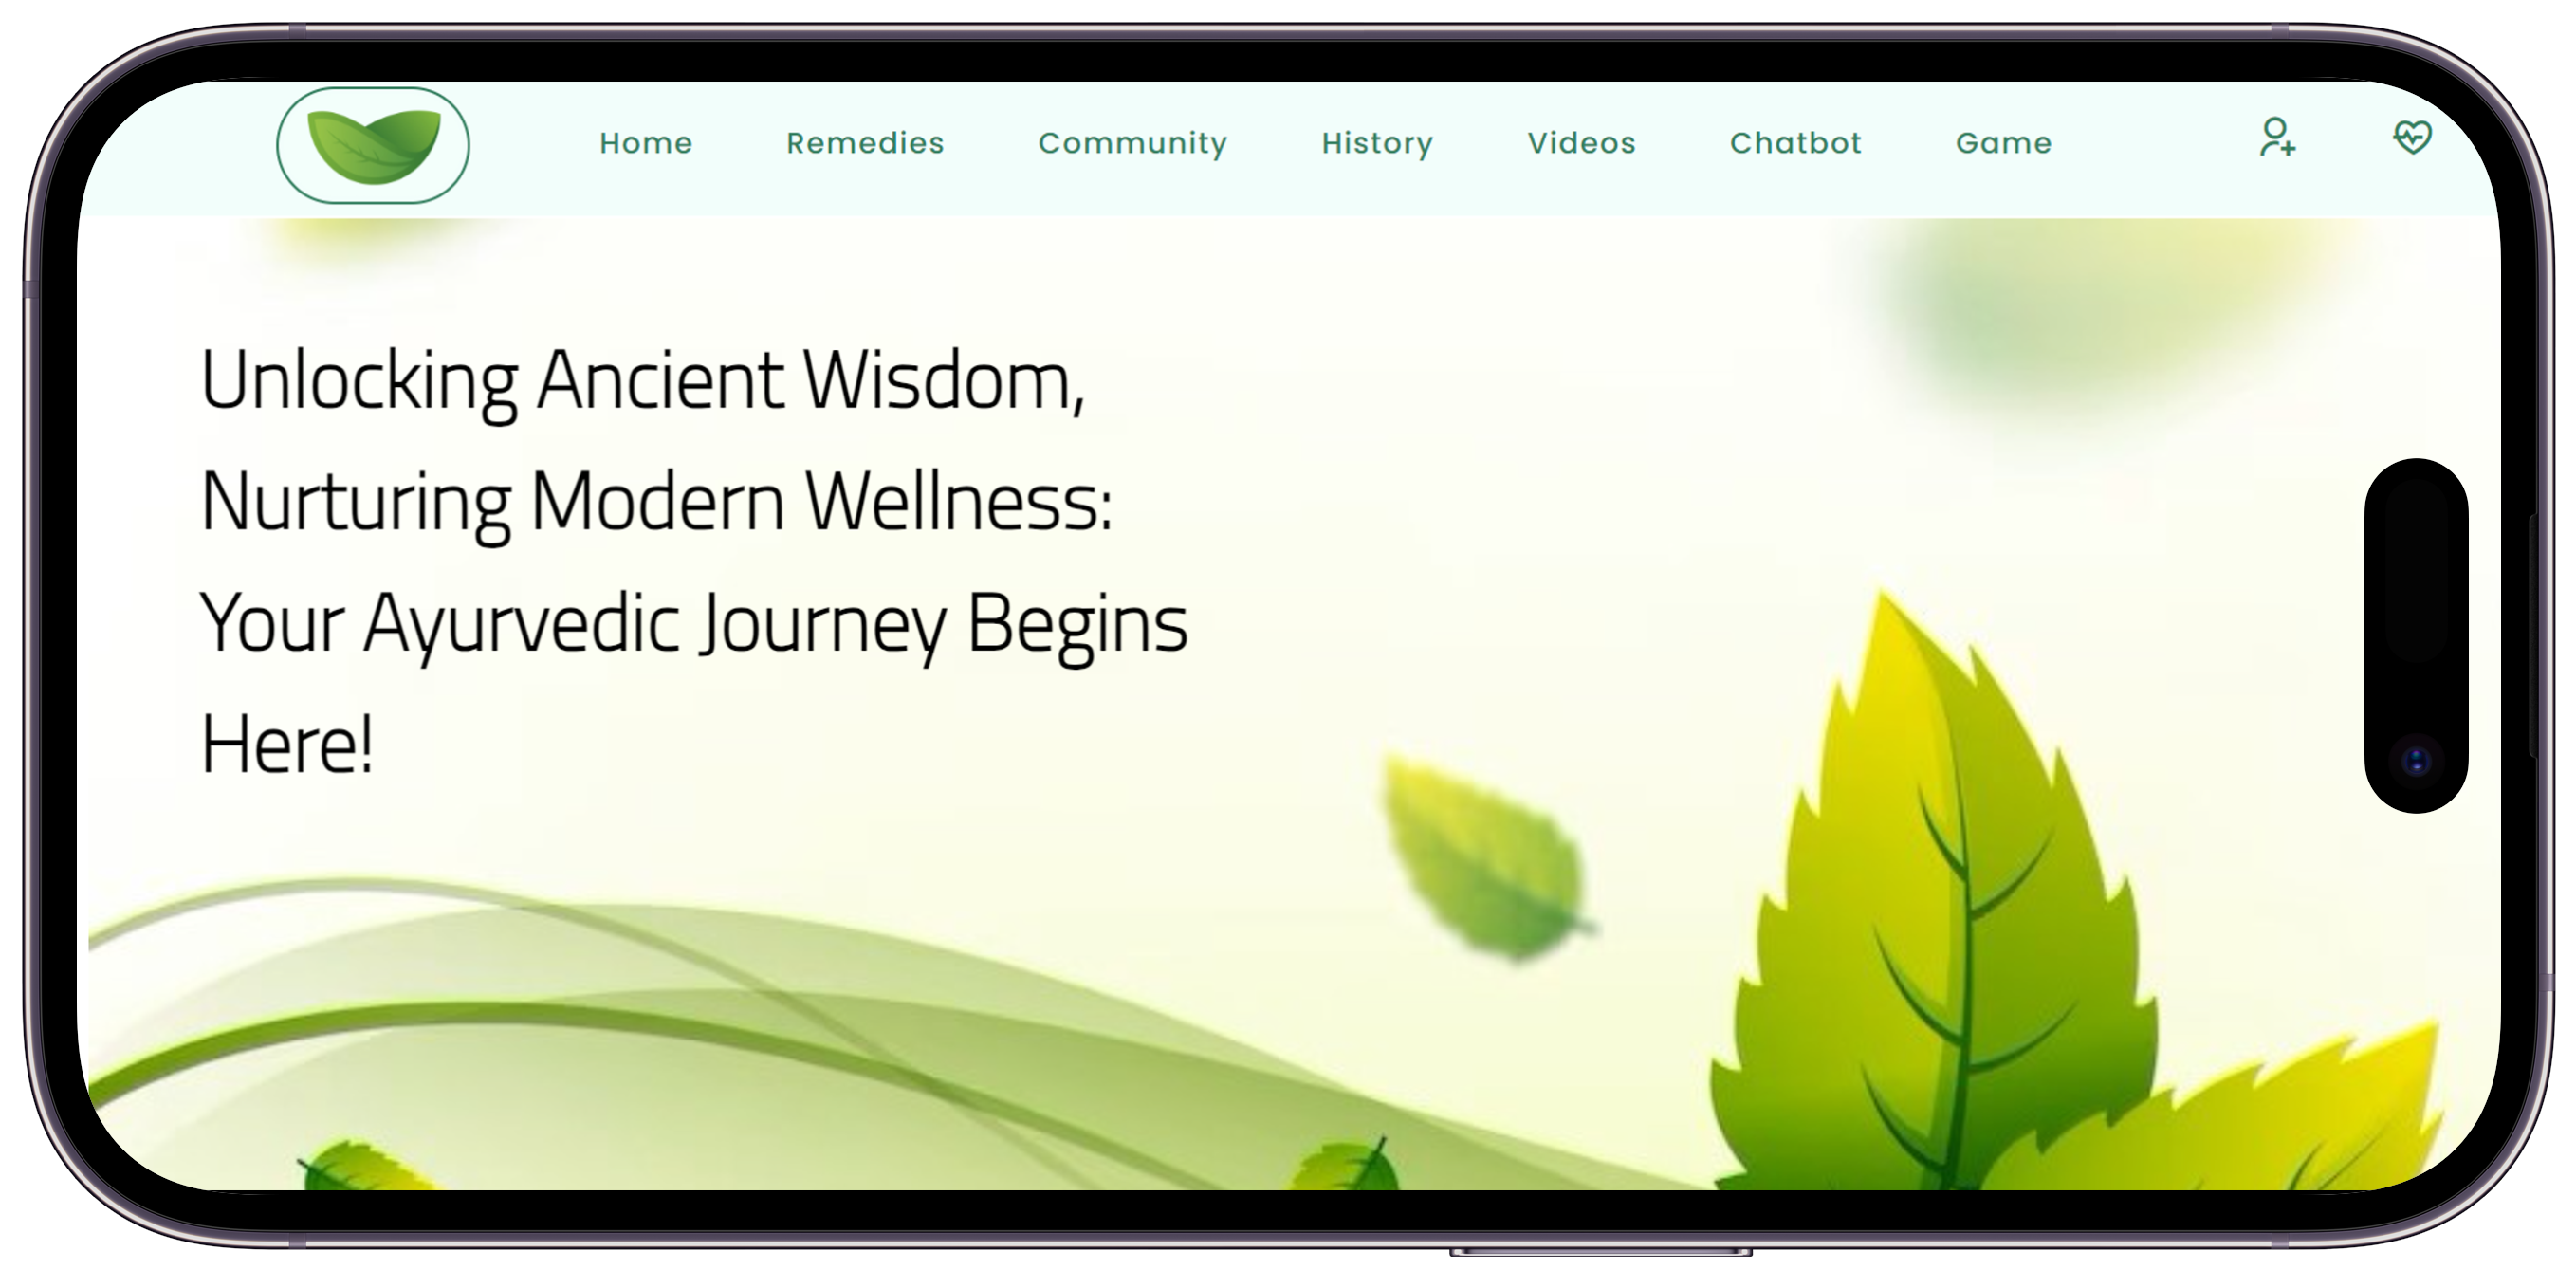 Home Remedies Community History Videos Chatbot Game
Unlocking Ancient Wisdom,
Nurturing Modern Wellness:
Your Ayurvedic Journey Begins
Here!